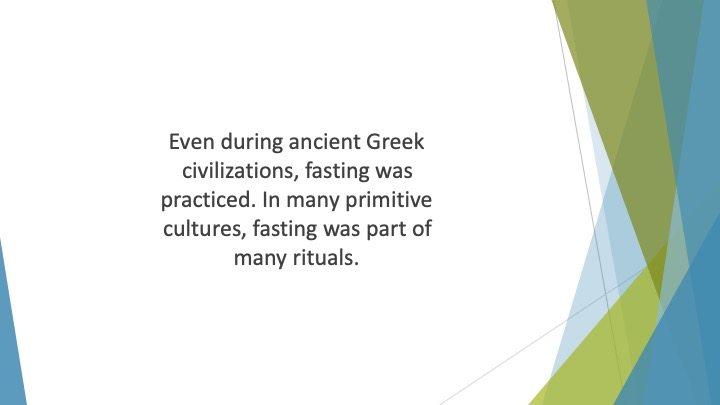 Even during ancient Greek
civilizations, fasting was
practiced. In many primitive
cultures, fasting was part of
many rituals.